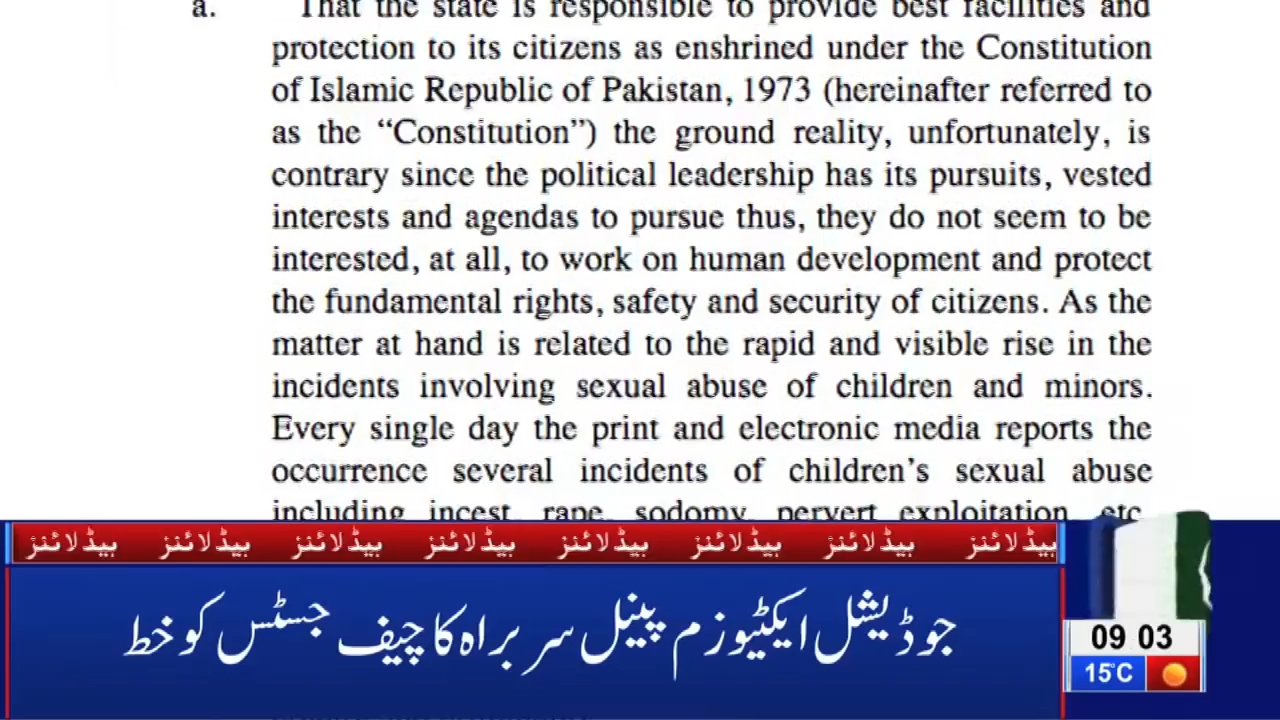 a. That the state is responsible to provide best facilities and
protection to its citizens as enshrined under the Constitution
of Islamic Republic of Pakistan, 1973 (hereinafter referred to
as the “Constitution”) the ground reality, unfortunately, is
contrary since the political leadership has its pursuits, vested
interests and agendas to pursue thus, they do not seem to be
interested, at all, to work on human development and protect
the fundamental rights, safety and security of citizens. As the
matter at hand is related to the rapid and visible rise in the
incidents involving sexual abuse of children and minors.
Every single day the print and electronic media reports the
occurrence several incidents of children’s sexual abuse
including incest, rape, sodomy, pervert exploitation, etc.
ہیڈلائنز ہیڈلائنز ہیڈلائنز ہیڈلائنز ہیڈلائنز ہیڈلائنز ہیڈلائنز ہیڈلائنز
جوڈیشل ایکٹیوزم پینل سربراہ کا چیف جسٹس کو خط
09 03
15°C